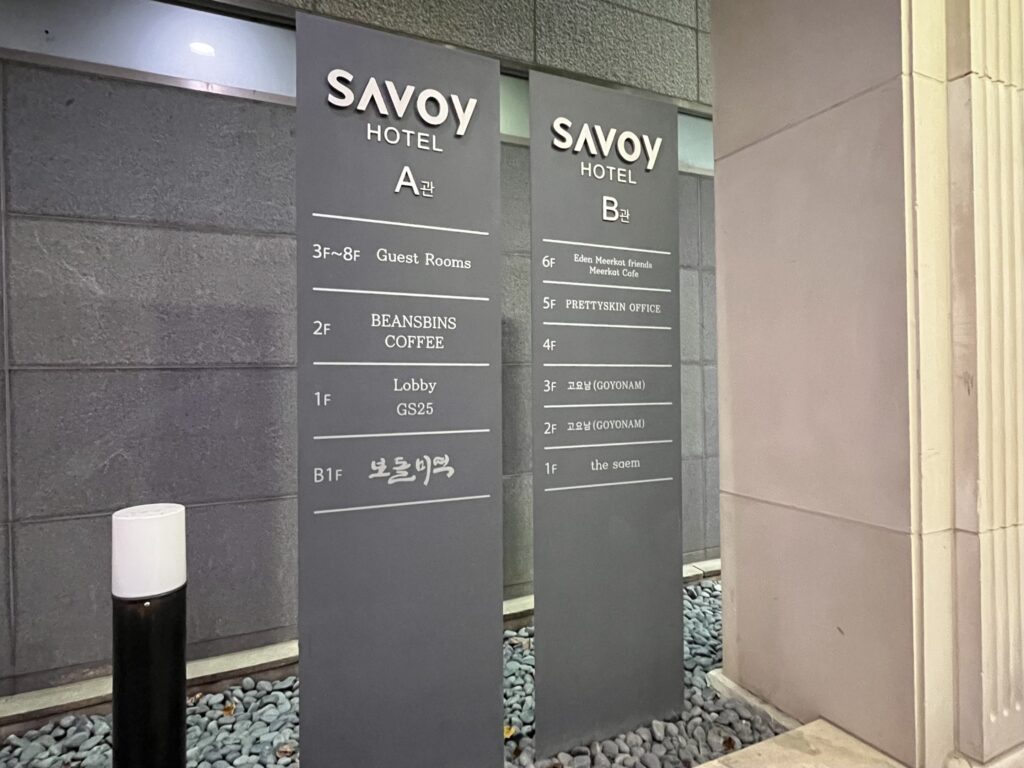 SAVOY
HOTEL
A관
3F~8F Guest Rooms
2F BEANSBINS
COFFEE
1F Lobby
GS25
B1F 보돌미역
SAVOY
HOTEL
B관
6F Eden Meerkat friends
Meerkat Cafe
5F PRETTYSKIN OFFICE
4F
3F 고요남(GOYONAM)
2F 고요남(GOYONAM)
1F the saem